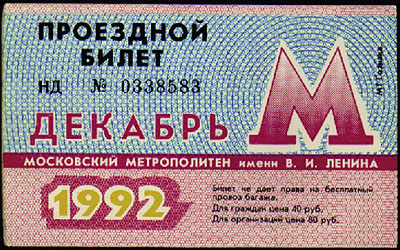 ПРОЕЗДНОЙ
БИЛЕТ
НД № 0338583
М
ДЕКАБРЬ
МОСКОВСКИЙ МЕТРОПОЛИТЕН имени В. И. ЛЕНИНА
1992
Билет не дает права на бесплатный
провоз багажа.
Для граждан цена 40 руб.
Для организаций цена 80 руб.